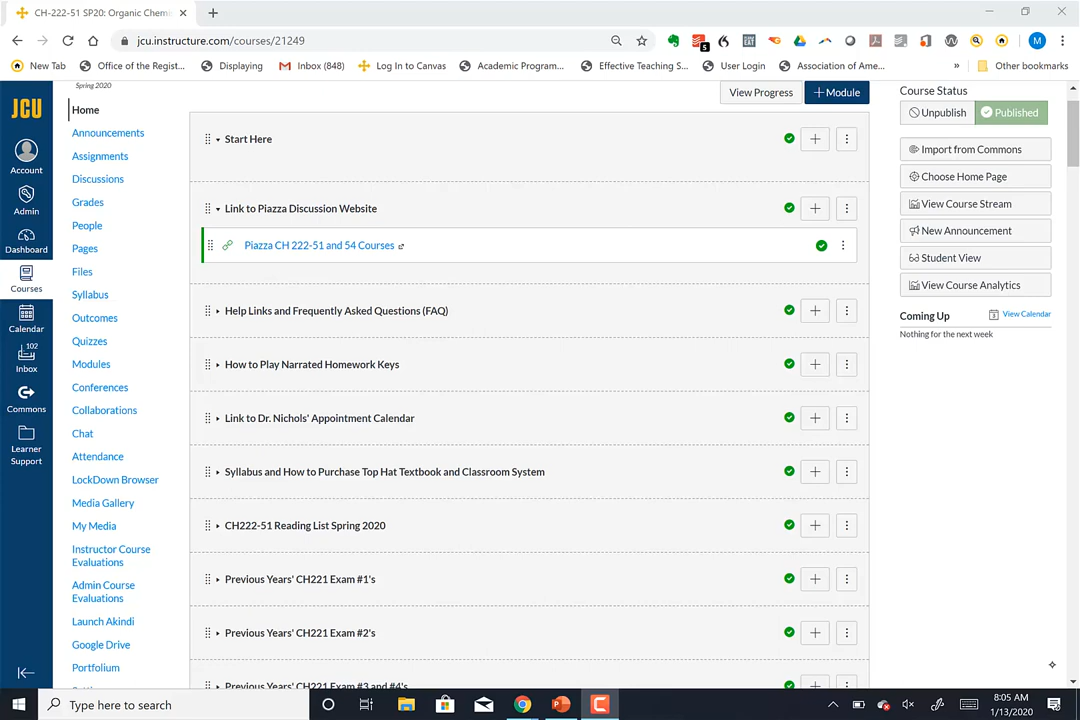 CH-222-51 SP20: Organic Chemi
jcu.instructure.com/courses/21249
5
EAT
M
New Tab
Office of the Regist...
Displaying
Inbox (848)
Log In to Canvas
Academic Program...
Effective Teaching S...
User Login
Association of Ame...
»
Other bookmarks
JCU
Account
Admin
Dashboard
Courses
Calendar
102
Inbox
Commons
Learner
Support
Spring 2020
Home
Announcements
Assignments
Discussions
Grades
People
Pages
Files
Syllabus
Outcomes
Quizzes
Modules
Conferences
Collaborations
Chat
Attendance
LockDown Browser
Media Gallery
My Media
Instructor Course
Evaluations
Admin Course
Evaluations
Launch Akindi
Google Drive
Portfolium
View Progress
+ Module
Start Here
Link to Piazza Discussion Website
Piazza CH 222-51 and 54 Courses
Help Links and Frequently Asked Questions (FAQ)
How to Play Narrated Homework Keys
Link to Dr. Nichols' Appointment Calendar
Syllabus and How to Purchase Top Hat Textbook and Classroom System
CH222-51 Reading List Spring 2020
Previous Years' CH221 Exam #1's
Previous Years' CH221 Exam #2's
Previous Years' CH221 Exam #3 and #4's
Course Status
Unpublish
Published
Import from Commons
Choose Home Page
View Course Stream
New Announcement
Student View
View Course Analytics
Coming Up
View Calendar
Nothing for the next week
Type here to search
8:05 AM
1/13/2020